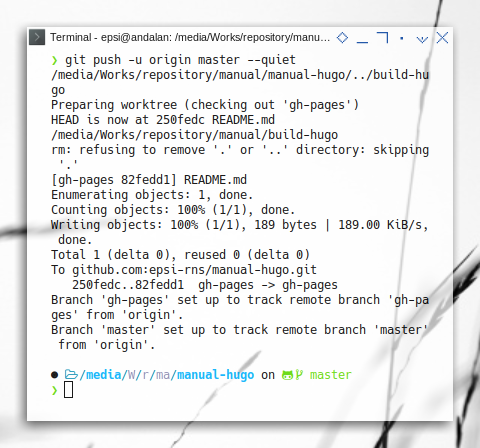 Terminal - epsi@andalan: /media/Works/repository/manu...
❯ git push -u origin master --quiet
/media/Works/repository/manual/manual-hugo/../build-hu
go
Preparing worktree (checking out 'gh-pages')
HEAD is now at 250fedc README.md
/media/Works/repository/manual/build-hugo
rm: refusing to remove '.' or '..' directory: skipping
'.'
[gh-pages 82fedd1] README.md
Enumerating objects: 1, done.
Counting objects: 100% (1/1), done.
Writing objects: 100% (1/1), 189 bytes | 189.00 KiB/s,
done.
Total 1 (delta 0), reused 0 (delta 0)
To github.com:epsi-rns/manual-hugo.git
250fedc..82fedd1  gh-pages -> gh-pages
Branch 'gh-pages' set up to track remote branch 'gh-pa
ges' from 'origin'.
Branch 'master' set up to track remote branch 'master'
from 'origin'.
● /media/W/r/ma/manual-hugo on master
❯